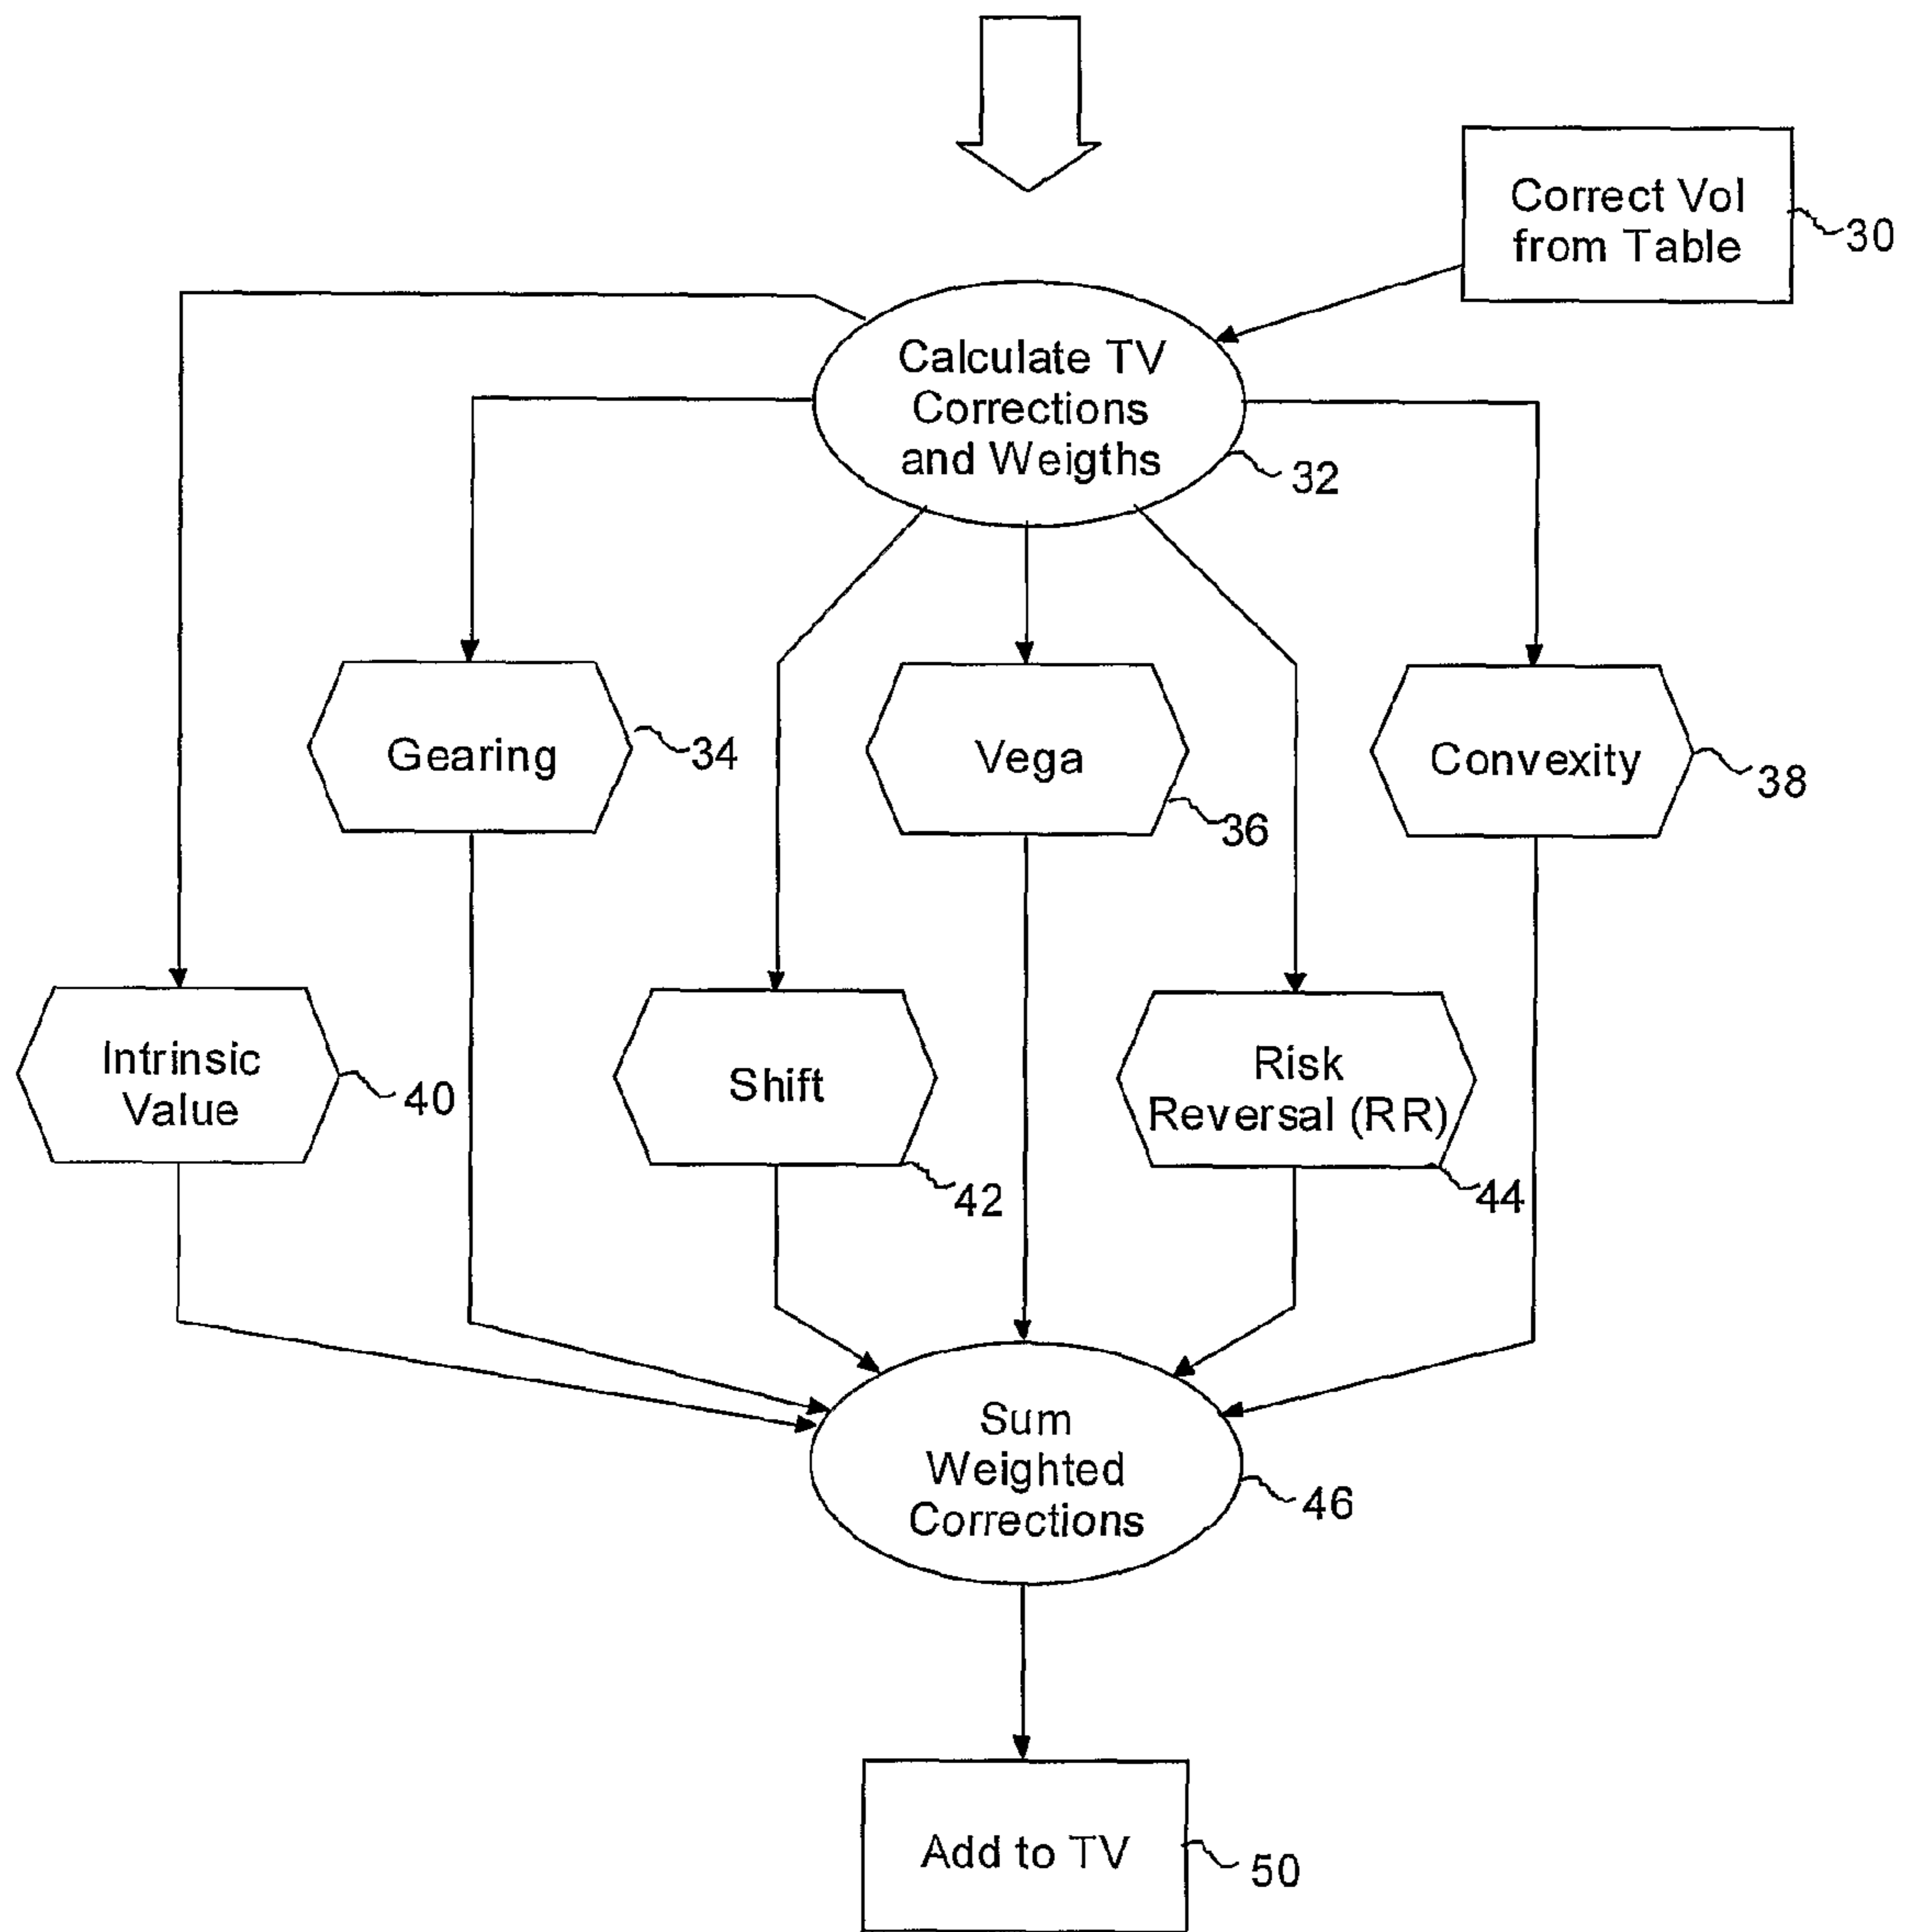 Correct Vol
from Table
30
Calculate TV
Corrections
and Weigths
32
Gearing
34
Vega
36
Convexity
38
Intrinsic
Value
40
Shift
42
Risk
Reversal (RR)
44
Sum
Weighted
Corrections
46
Add to TV
50